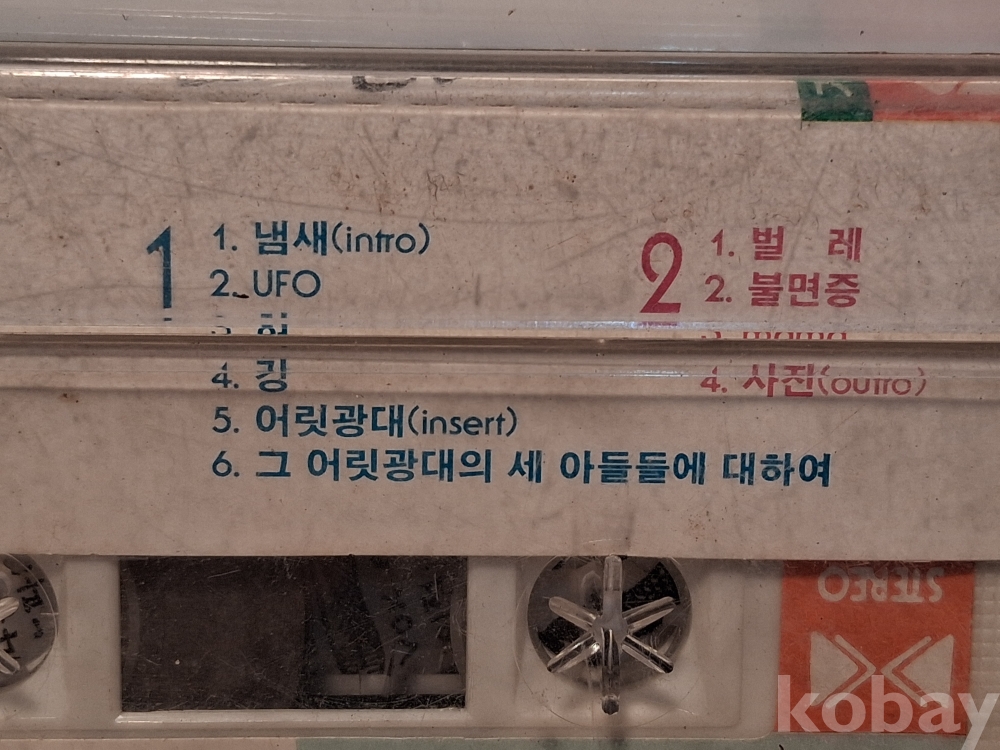 1
1. 냄새(intro)
2. UFO
4. 강
5. 어릿광대(insert)
6. 그 어릿광대의 세 아들들에 대하여
2
1. 벌 레
2. 불면증
4. 사진(outro)
STEREO
kobay